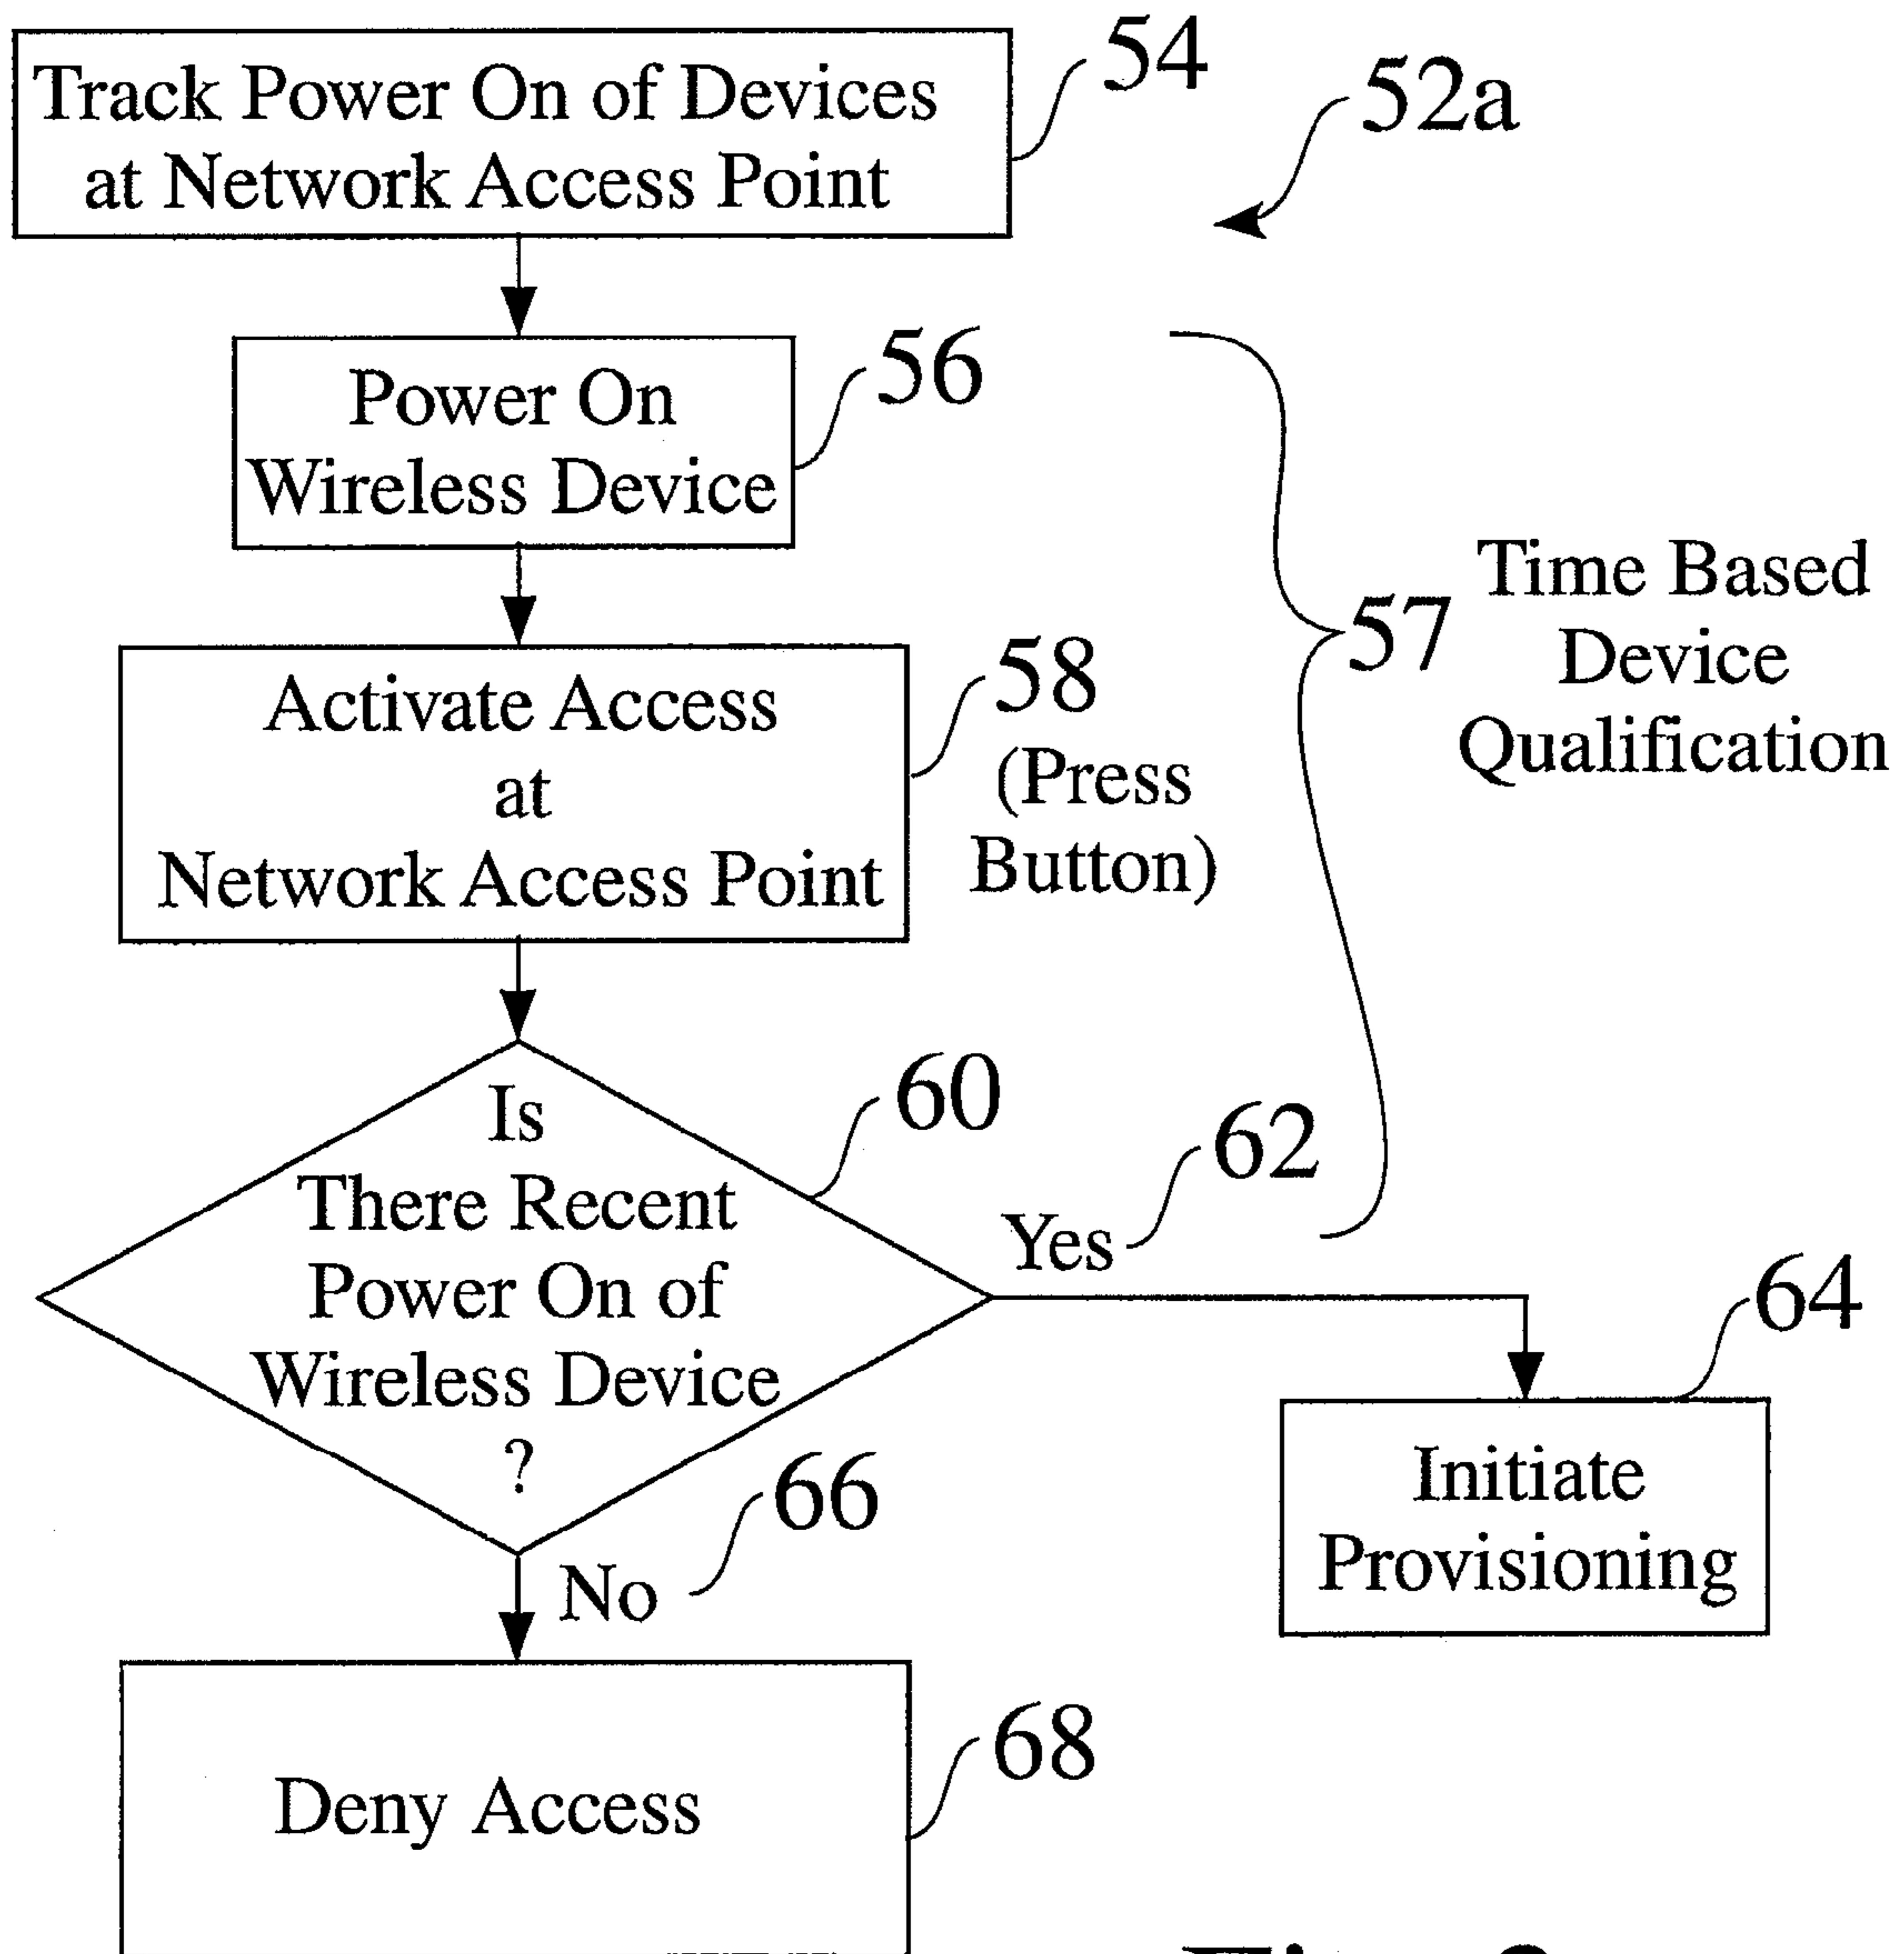 Track Power On of Devices
at Network Access Point
54
52a
Power On
Wireless Device
56
57
Time Based
Device
Qualification
Activate Access
at
Network Access Point
58
(Press
Button)
Is
There Recent
Power On of
Wireless Device
?
60
Yes
62
64
Initiate
Provisioning
No
66
Deny Access
68